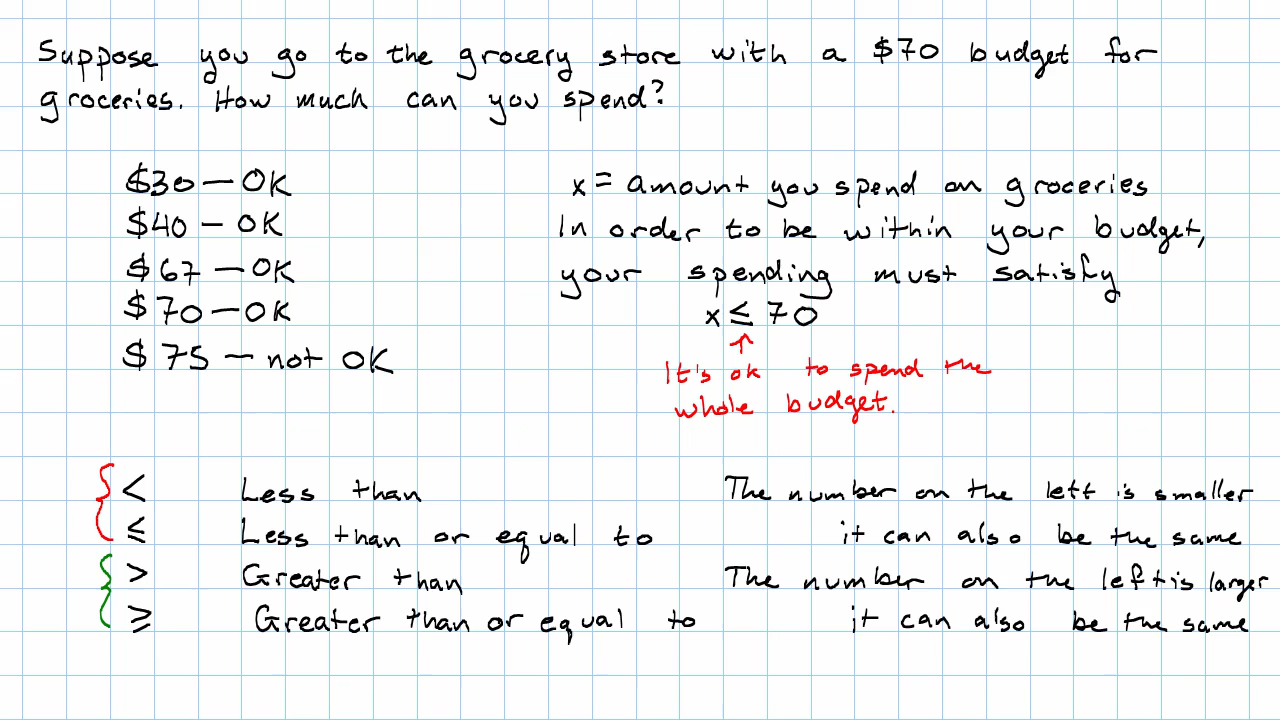 Suppose you go to the grocery store with a $70 budget for
groceries. How much can you spend?
$30 — OK
$40 — OK
$67 — OK
$70 — OK
$75 — not OK
x = amount you spend on groceries
In order to be within your budget,
your spending must satisfy
x ≤ 70
↑
It's ok to spend the
whole budget.
< Less than The number on the left is smaller
≤ Less than or equal to it can also be the same
> Greater than The number on the left is larger
≥ Greater than or equal to it can also be the same